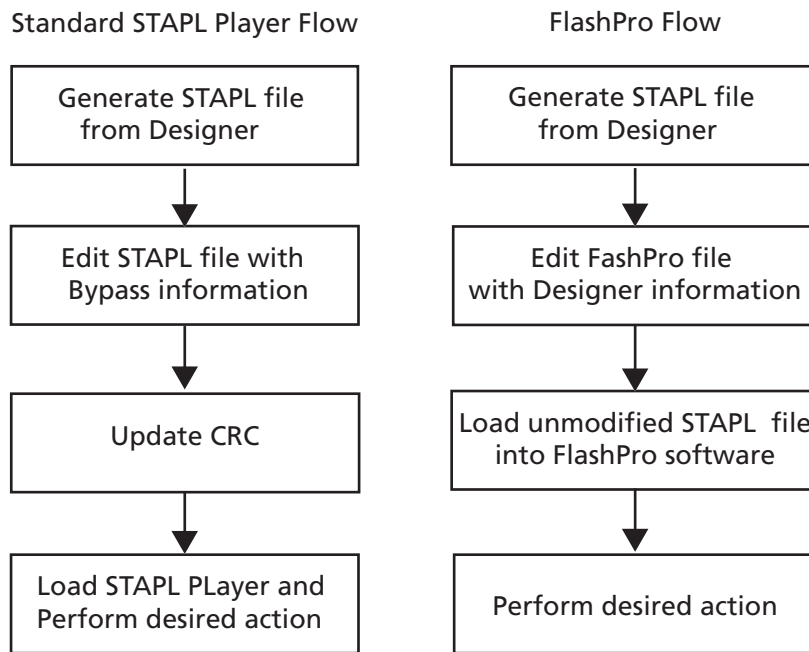 Standard STAPL Player Flow
Generate STAPL file
from Designer
Edit STAPL file with
Bypass information
Update CRC
Load STAPL PLayer and
Perform desired action
FlashPro Flow
Generate STAPL file
from Designer
Edit FashPro file
with Designer information
Load unmodified STAPL file
into FlashPro software
Perform desired action